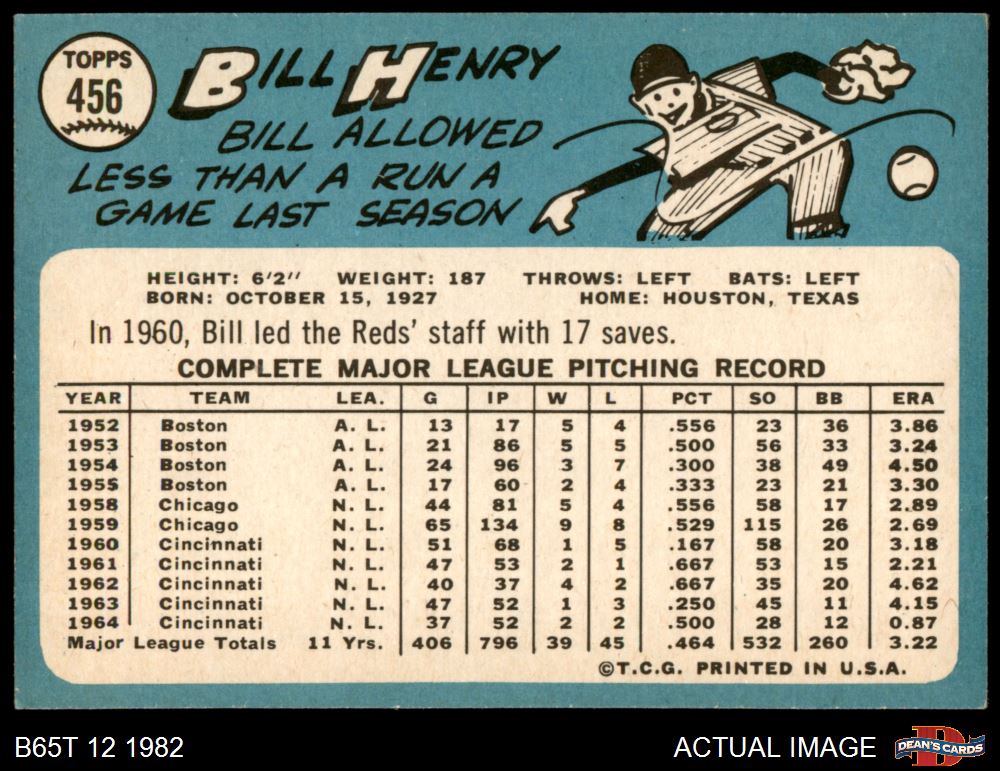 TOPPS
456
BILL HENRY
BILL ALLOWED
LESS THAN A RUN A
GAME LAST SEASON
HEIGHT: 6'2" WEIGHT: 187 THROWS: LEFT BATS: LEFT
BORN: OCTOBER 15, 1927 HOME: HOUSTON, TEXAS
In 1960, Bill led the Reds' staff with 17 saves.
COMPLETE MAJOR LEAGUE PITCHING RECORD
YEAR TEAM LEA. G IP W L PCT SO BB ERA
1952 Boston A. L. 13 17 5 4 .556 23 36 3.86
1953 Boston A. L. 21 86 5 5 .500 56 33 3.24
1954 Boston A. L. 24 96 3 7 .300 38 49 4.50
1955 Boston A. L. 17 60 2 4 .333 23 21 3.30
1958 Chicago N. L. 44 81 5 4 .556 58 17 2.89
1959 Chicago N. L. 65 134 9 8 .529 115 26 2.69
1960 Cincinnati N. L. 51 68 1 5 .167 58 20 3.18
1961 Cincinnati N. L. 47 53 2 1 .667 53 15 2.21
1962 Cincinnati N. L. 40 37 4 2 .667 35 20 4.62
1963 Cincinnati N. L. 47 52 1 3 .250 45 11 4.15
1964 Cincinnati N. L. 37 52 2 2 .500 28 12 0.87
Major League Totals 11 Yrs. 406 796 39 45 .464 532 260 3.22
©T.C.G. PRINTED IN U.S.A.
B65T 12 1982 ACTUAL IMAGE DEAN'S CARDS